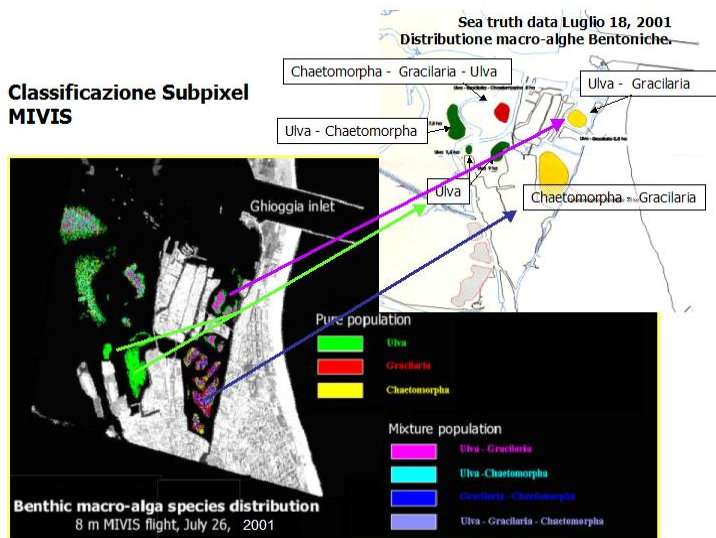 Sea truth data Luglio 18, 2001
Distributione macro-alghe Bentoniche.
Classificazione Subpixel
MIVIS
Chaetomorpha - Gracilaria - Ulva
Ulva - Gracilaria
Ulva - Chaetomorpha
Ulva
Chaetomorpha - Gracilaria
Ghioggia inlet
Pure population
Ulva
Gracilaria
Chaetomorpha
Mixture population
Ulva - Gracilaria
Ulva -Chaetomorpha
Gracilaria - Chaetomorpha
Ulva - Gracilaria - Chaetomorpha
Benthic macro-alga species distribution
8 m MIVIS flight, July 26, 2001